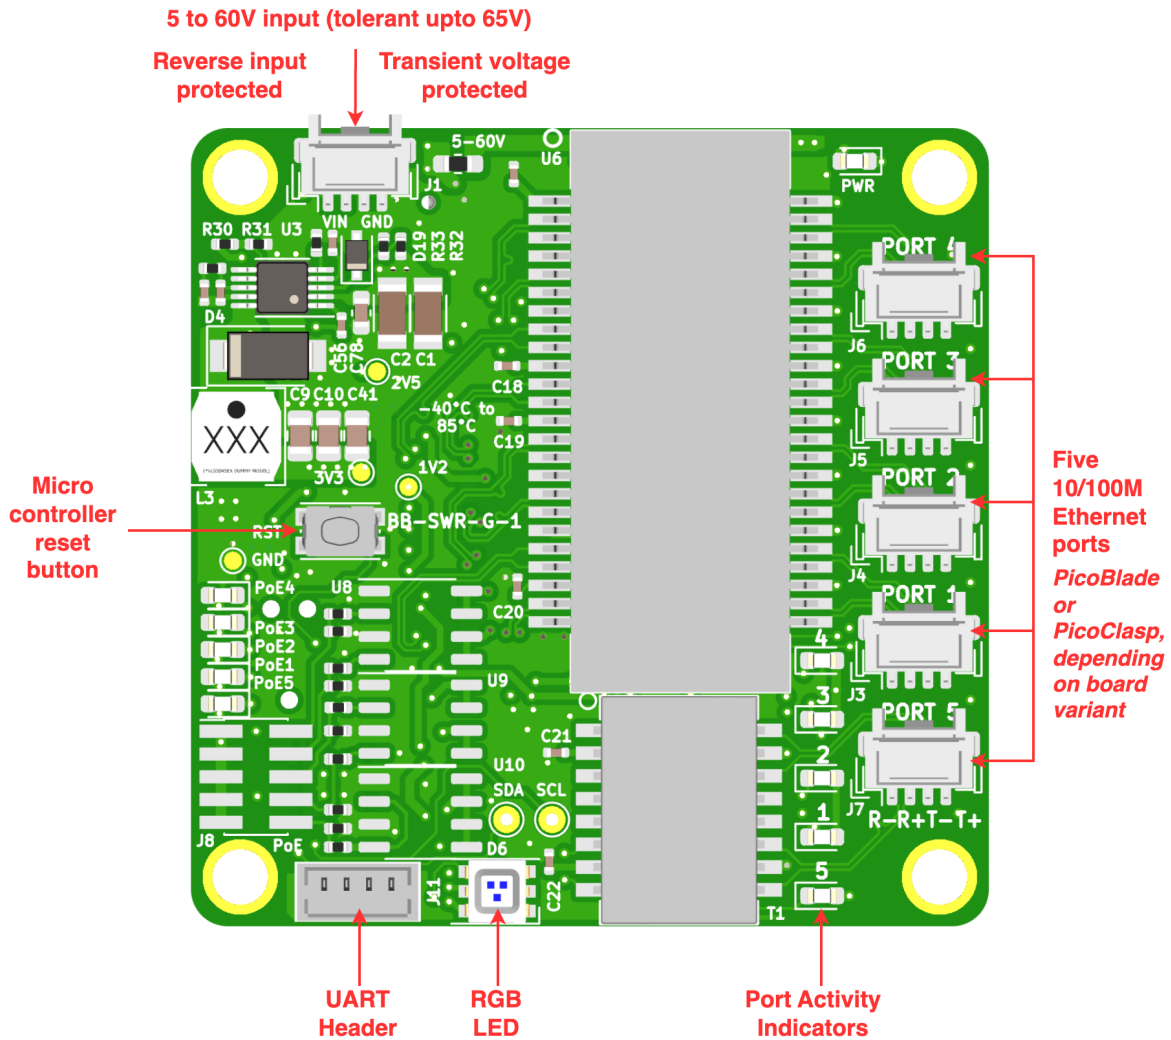 5 to 60V input (tolerant upto 65V)
Reverse input
protected
Transient voltage
protected
5-60V
U6
J1
PWR
VIN GND
R30 R31 U3
D19
R33
R32
PORT 4
D4
J6
C56
C78
C2 C1
2V5
PORT 3
C18
C9 C10 C41
-40°C to
85°C
XXX
C19
J5
(*VLS5045EX DUMMY MODEL)
3V3
1V2
PORT 2
L3
Micro
controller
reset
button
RST
BB-SWR-G-1
Five
10/100M
Ethernet
ports
PicoBlade
or
PicoClasp,
depending
on board
variant
GND
J4
PoE4
U8
PORT 1
C20
PoE3
PoE2
PoE1
PoE5
4
U9
J3
3
PORT 5
C21
2
U10
SDA SCL
J7
R-R+T-T+
1
J8
PoE
D6
5
J11
C22
T1
UART
Header
RGB
LED
Port Activity
Indicators